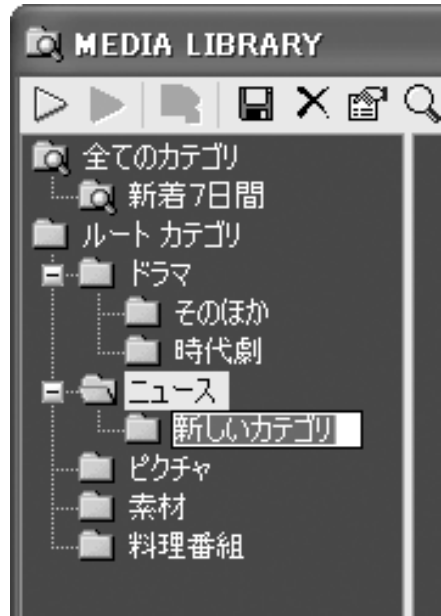 MEDIA LIBRARY
全てのカテゴリ
新着7日間
ルート カテゴリ
ドラマ
そのほか
時代劇
ニュース
新しいカテゴリ
ピクチャ
素材
料理番組